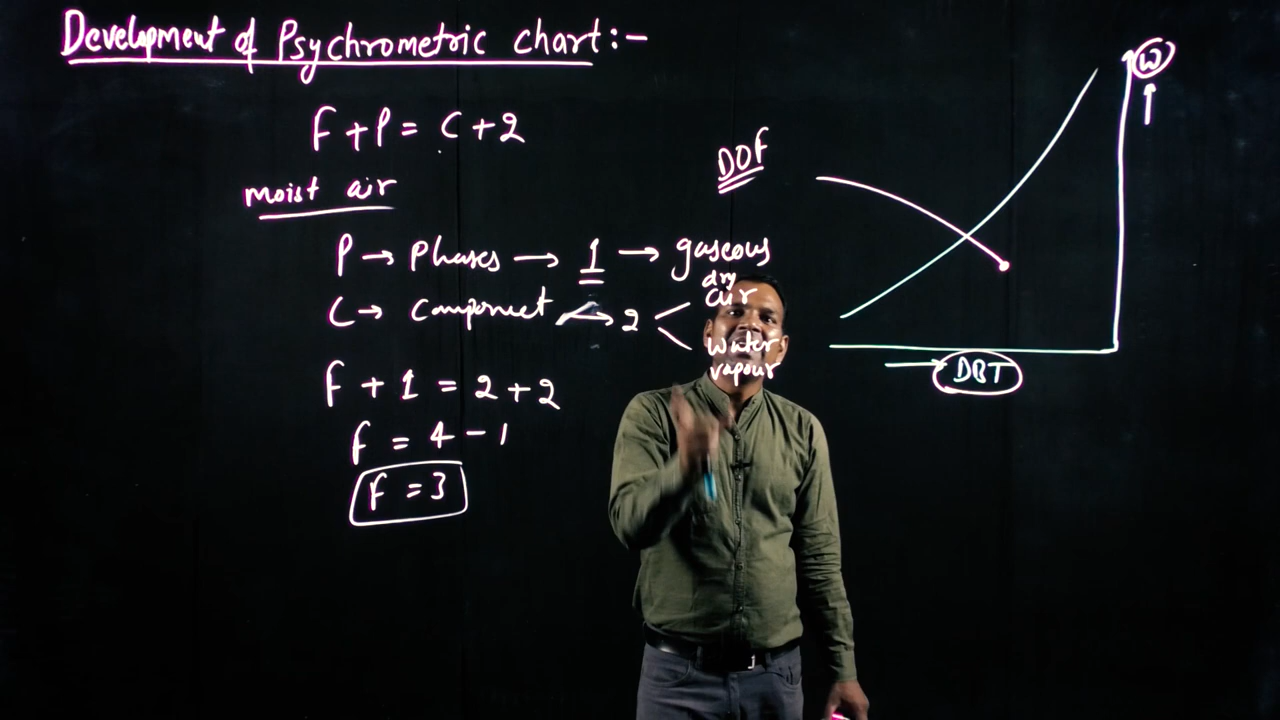 Development of Psychrometric chart:-
F + P = C + 2
moist air
P → Phases → 1 → gaseous
C → Component → 2
dry
air
water
vapour
F + 1 = 2 + 2
F = 4 - 1
F = 3
DOF
W
DBT